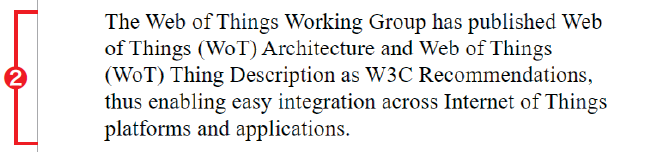 The Web of Things Working Group has published Web
of Things (WoT) Architecture and Web of Things
2 (WoT) Thing Description as W3C Recommendations,
thus enabling easy integration across Internet of Things
platforms and applications.